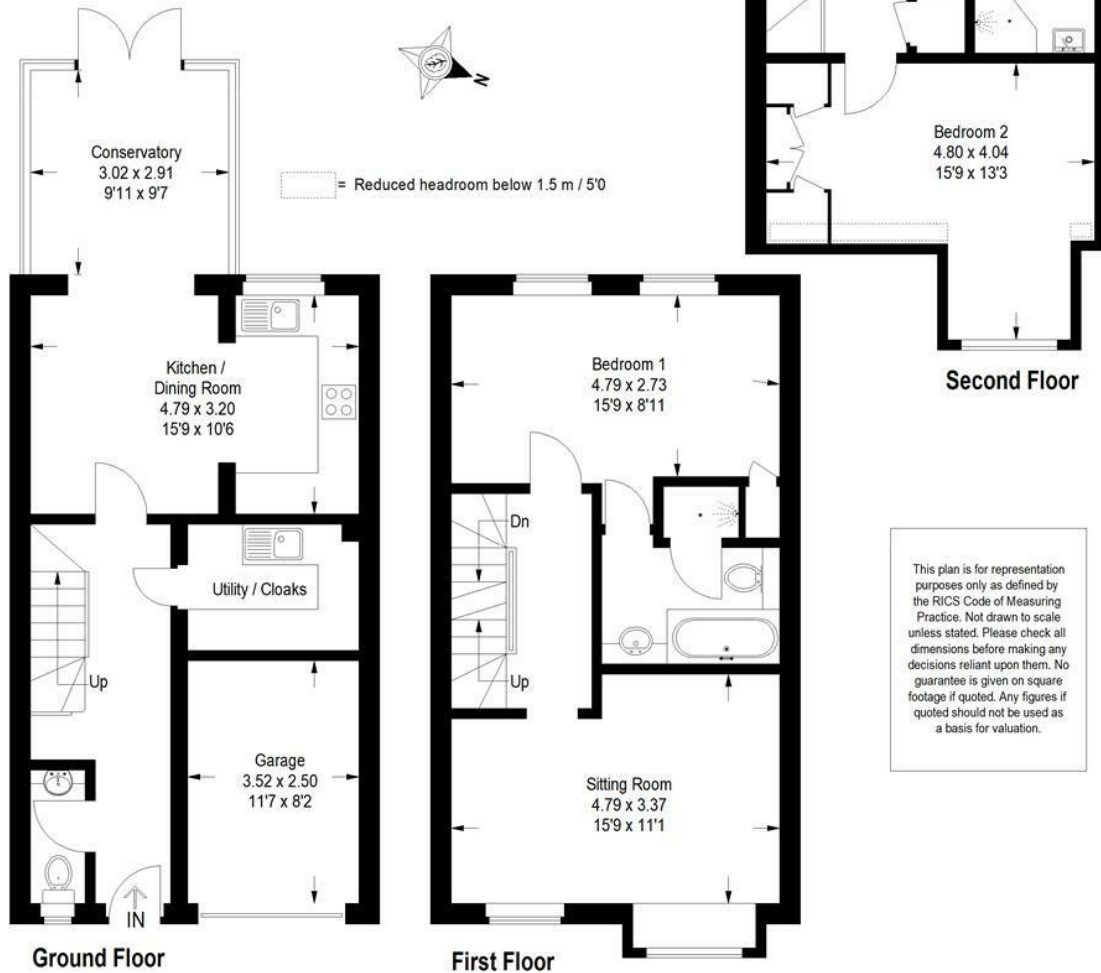 Conservatory
3.02 x 2.91
9'11 x 9'7
N
= Reduced headroom below 1.5 m / 5'0
Bedroom 2
4.80 x 4.04
15'9 x 13'3
Second Floor
Kitchen /
Dining Room
4.79 x 3.20
15'9 x 10'6
Utility / Cloaks
Up
Garage
3.52 x 2.50
11'7 x 8'2
IN
Ground Floor
Bedroom 1
4.79 x 2.73
15'9 x 8'11
Dn
Up
Sitting Room
4.79 x 3.37
15'9 x 11'1
First Floor
This plan is for representation
purposes only as defined by
the RICS Code of Measuring
Practice. Not drawn to scale
unless stated. Please check all
dimensions before making any
decisions reliant upon them. No
guarantee is given on square
footage if quoted. Any figures if
quoted should not be used as
a basis for valuation.